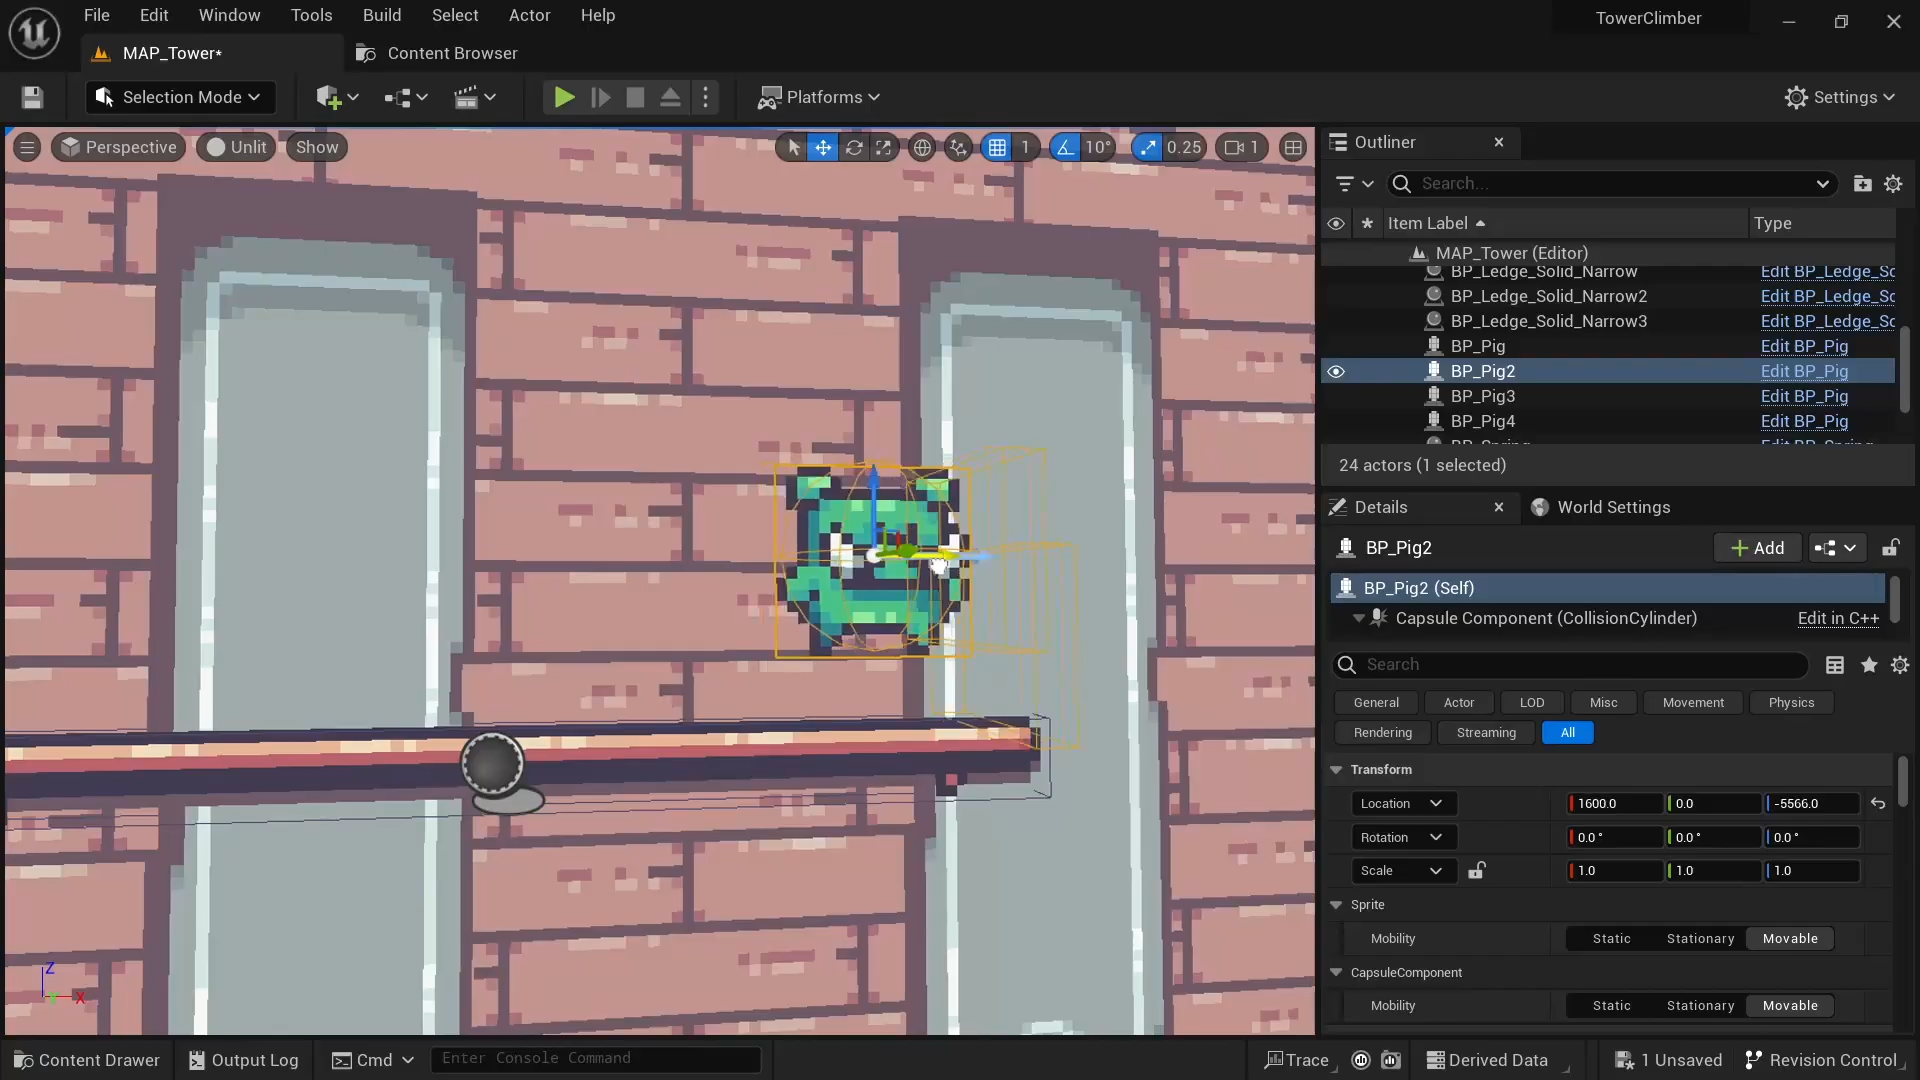 File Edit Window Tools Build Select Actor Help
TowerClimber
MAP_Tower*
Content Browser
Selection Mode
Platforms
Settings
Perspective
Unlit
Show
1
10°
0.25
1
Outliner
Search...
Item Label
Type
MAP_Tower (Editor)
BP_Ledge_Solid_Narrow Edit BP_Ledge_Sc
BP_Ledge_Solid_Narrow2 Edit BP_Ledge_Sc
BP_Ledge_Solid_Narrow3 Edit BP_Ledge_Sc
BP_Pig Edit BP_Pig
BP_Pig2 Edit BP_Pig
BP_Pig3 Edit BP_Pig
BP_Pig4 Edit BP_Pig
BP_Spring Edit BP_Spring
24 actors (1 selected)
Details
World Settings
BP_Pig2
Add
BP_Pig2 (Self)
Capsule Component (CollisionCylinder) Edit in C++
Search
General Actor LOD Misc Movement Physics
Rendering Streaming All
Transform
Location 1600.0 0.0 -5566.0
Rotation 0.0° 0.0° 0.0°
Scale 1.0 1.0 1.0
Sprite
Mobility Static Stationary Movable
CapsuleComponent
Mobility Static Stationary Movable
Z
Y
X
Content Drawer
Output Log
Cmd
Enter Console Command
Trace
Derived Data
1 Unsaved
Revision Control